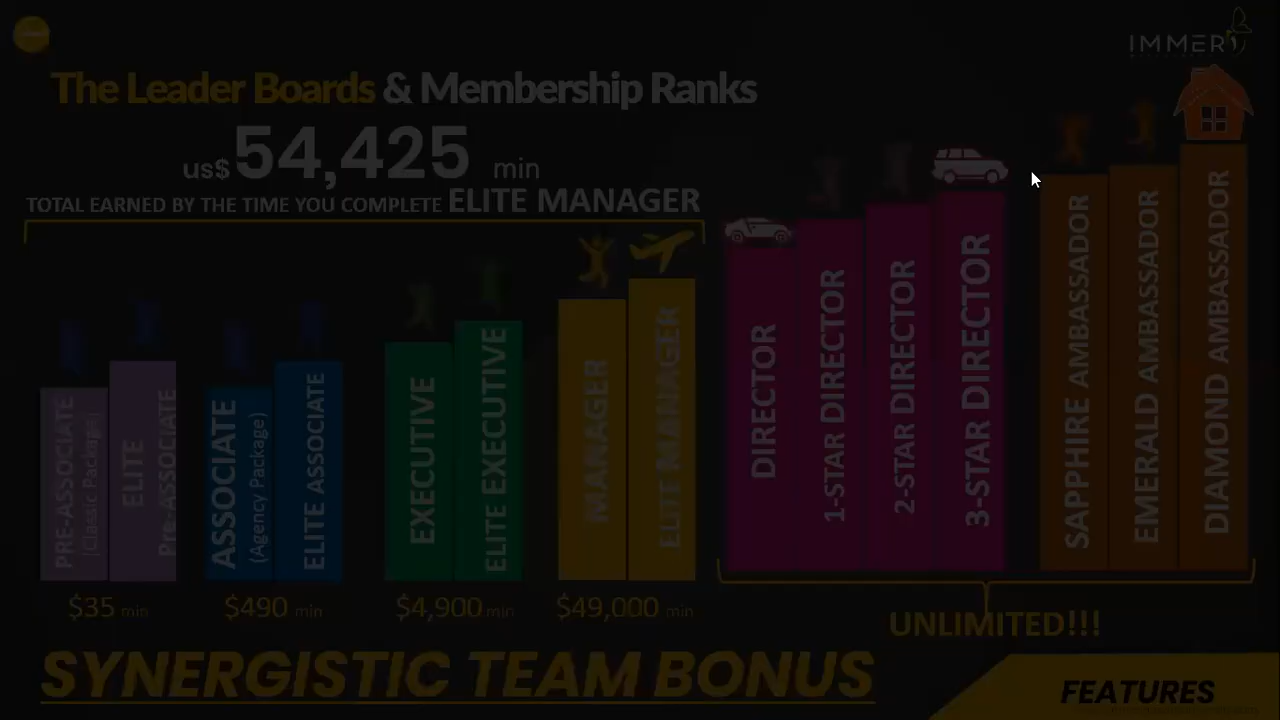 IMMER
The Leader Boards & Membership Ranks
us$54,425 min
TOTAL EARNED BY THE TIME YOU COMPLETE ELITE MANAGER
PRE-ASSOCIATE
(Classic Package)
ELITE
Pre-ASSOCIATE
ASSOCIATE
(Agency Package)
ELITE ASSOCIATE
EXECUTIVE
ELITE EXECUTIVE
MANAGER
ELITE MANAGER
DIRECTOR
1-STAR DIRECTOR
2-STAR DIRECTOR
3-STAR DIRECTOR
SAPPHIRE AMBASSADOR
EMERALD AMBASSADOR
DIAMOND AMBASSADOR
$35 min
$490 min
$4,900 min
$49,000 min
UNLIMITED!!!
SYNERGISTIC TEAM BONUS
FEATURES